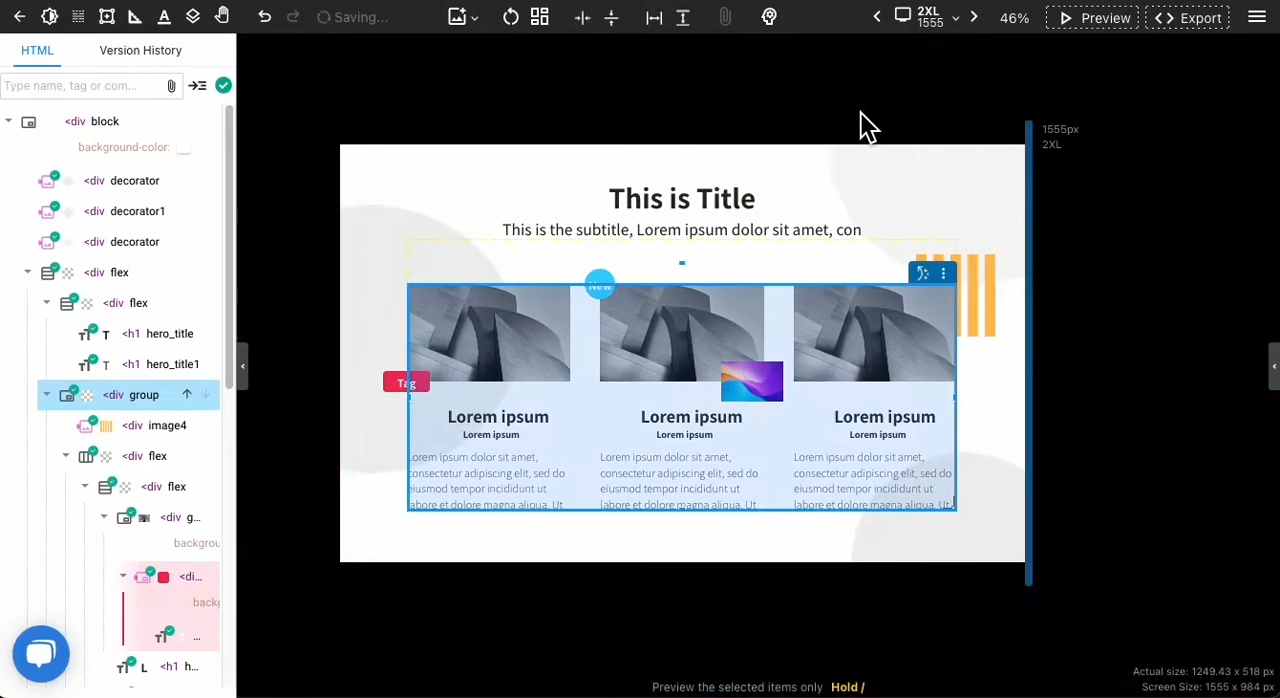 Saving...
2XL
1555
46%
Preview
Export
HTML
Version History
Type name, tag or com...
<div block
background-color:
<div decorator
<div decorator1
<div decorator
<div flex
<div flex
T <h1 hero_title
T <h1 hero_title1
<div group
<div image4
<div flex
<div flex
<div g...
backgrou
<di...
backg
...
L <h1 h...
1555px
2XL
This is Title
This is the subtitle, Lorem ipsum dolor sit amet, con
New
Tag
Lorem ipsum
Lorem ipsum
Lorem ipsum dolor sit amet,
consectetur adipiscing elit, sed do
eiusmod tempor incididunt ut
labore et dolore magna aliqua. Ut
Lorem ipsum
Lorem ipsum
Lorem ipsum dolor sit amet,
consectetur adipiscing elit, sed do
eiusmod tempor incididunt ut
labore et dolore magna aliqua. Ut
Lorem ipsum
Lorem ipsum
Lorem ipsum dolor sit amet,
consectetur adipiscing elit, sed do
eiusmod tempor incididunt ut
labore et dolore magna aliqua. Ut
Preview the selected items only Hold /
Actual size: 1249.43 x 518 px
Screen Size: 1555 x 984 px